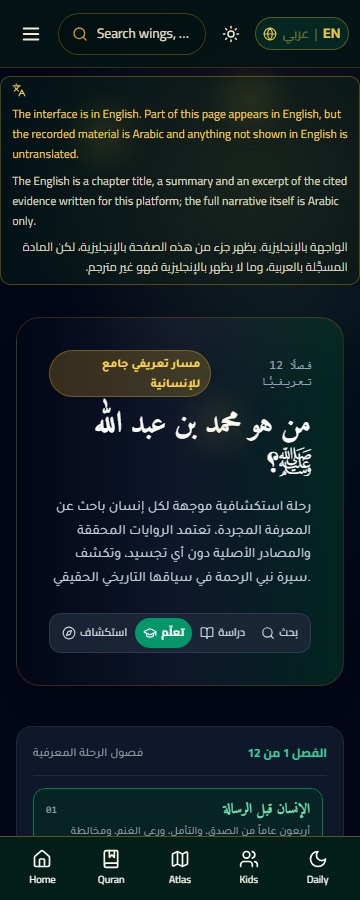 Search wings, ...
عربي | EN
The interface is in English. Part of this page appears in English, but
the recorded material is Arabic and anything not shown in English is
untranslated.
The English is a chapter title, a summary and an excerpt of the cited
evidence written for this platform; the full narrative itself is Arabic
only.
الواجهة بالإنجليزية. يظهر جزء من هذه الصفحة بالإنجليزية، لكن المادة
المسجَّلة بالعربية، وما لا يظهر بالإنجليزية فهو غير مترجم.
12 فصلًا
تـعـريـفـيًـا
مسار تعريفي جامع
للإنسانية
من هو محمد بن عبد الله
ﷺ؟
رحلة استكشافية موجهة لكل إنسان باحث عن
المعرفة المجردة، تعتمد الروايات المحققة
والمصادر الأصلية دون أي تجسيد، وتكشف
سيرة نبي الرحمة في سياقها التاريخي الحقيقي.
بحث
دراسة
تعلّم
استكشاف
الفصل 1 من 12
فصول الرحلة المعرفية
الإنسان قبل الرسالة
01
أربعون عاماً من الصدق، والتأمل، ورعي الغنم، ومخالطة
Home
Quran
Atlas
Kids
Daily